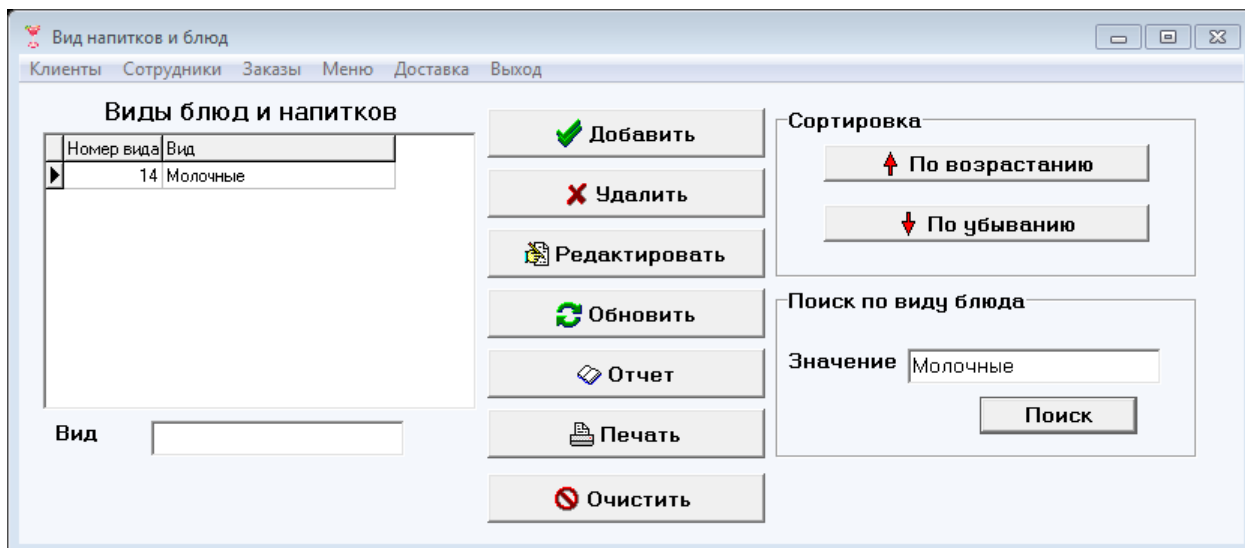 Вид напитков и блюд
Клиенты Сотрудники Заказы Меню Доставка Выход
Виды блюд и напитков
Номер вида Вид
14 Молочные
Вид
Добавить
Удалить
Редактировать
Обновить
Отчет
Печать
Очистить
Сортировка
По возрастанию
По убыванию
Поиск по виду блюда
Значение Молочные
Поиск